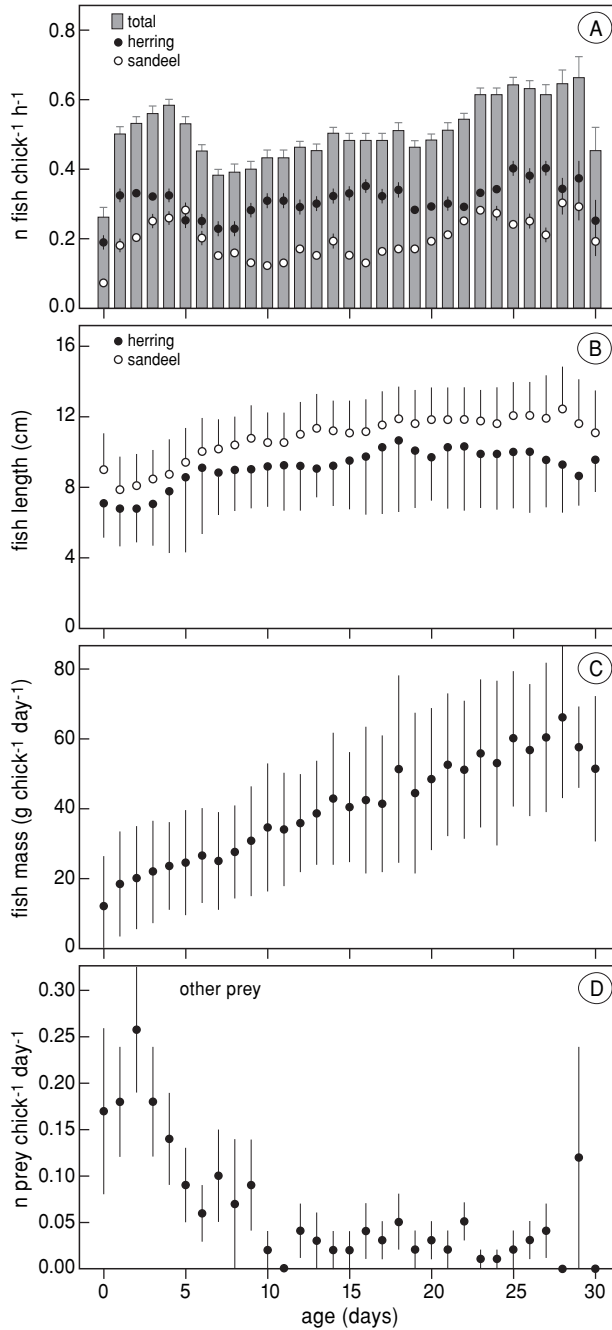 0.8
0.6
0.4
0.2
0.0
n fish chick⁻¹ h⁻¹
total
herring
sandeel
A
16
12
8
4
0
fish length (cm)
herring
sandeel
B
80
60
40
20
0
fish mass (g chick⁻¹ day⁻¹)
C
0.30
0.25
0.20
0.15
0.10
0.05
0.00
n prey chick⁻¹ day⁻¹
other prey
D
0 5 10 15 20 25 30
age (days)